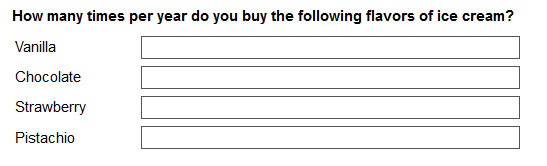 How many times per year do you buy the following flavors of ice cream?
Vanilla
Chocolate
Strawberry
Pistachio